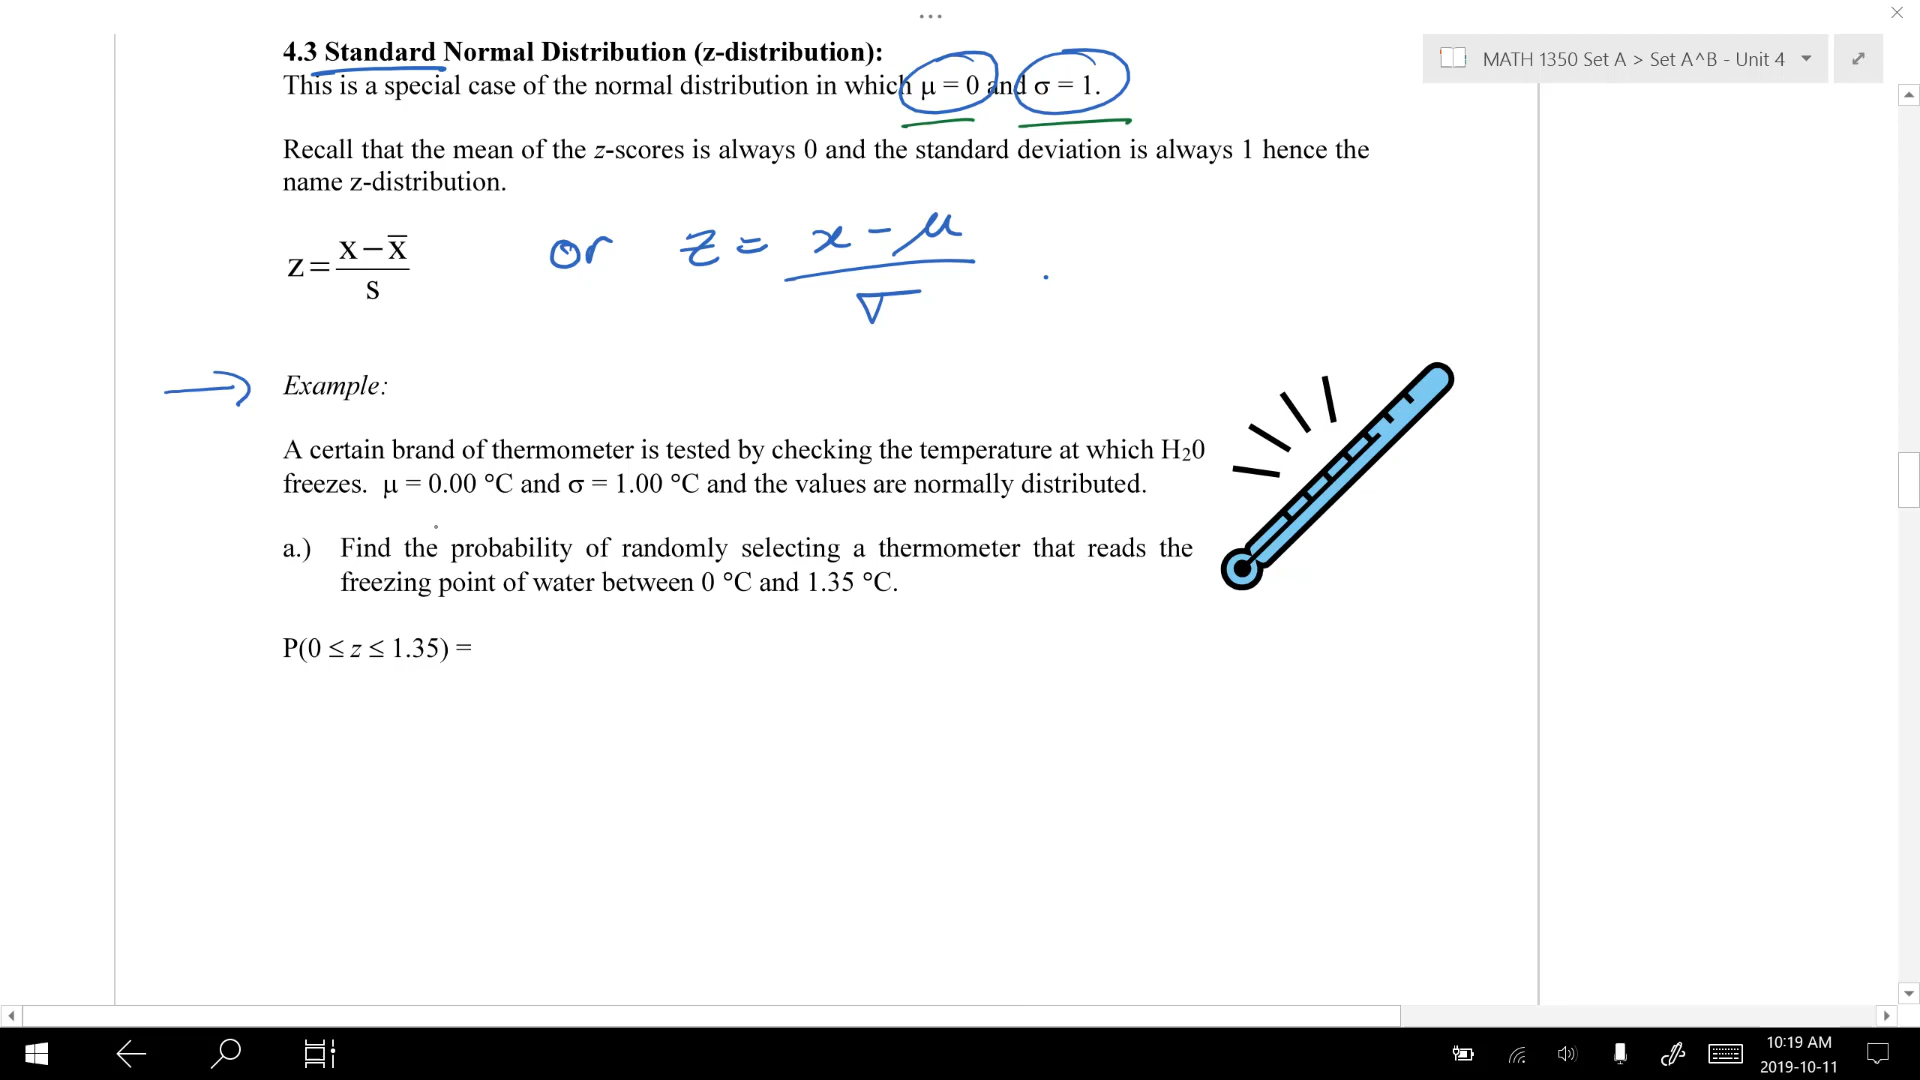 ...
4.3 Standard Normal Distribution (z-distribution):
MATH 1350 Set A > Set A^B - Unit 4
This is a special case of the normal distribution in which μ = 0 and σ = 1.
Recall that the mean of the z-scores is always 0 and the standard deviation is always 1 hence the
name z-distribution.
z = (x − x̄) / s   or   z = (x − μ) / σ
Example:
A certain brand of thermometer is tested by checking the temperature at which H₂0
freezes. μ = 0.00 °C and σ = 1.00 °C and the values are normally distributed.
a.) Find the probability of randomly selecting a thermometer that reads the
freezing point of water between 0 °C and 1.35 °C.
P(0 ≤ z ≤ 1.35) =
10:19 AM
2019-10-11